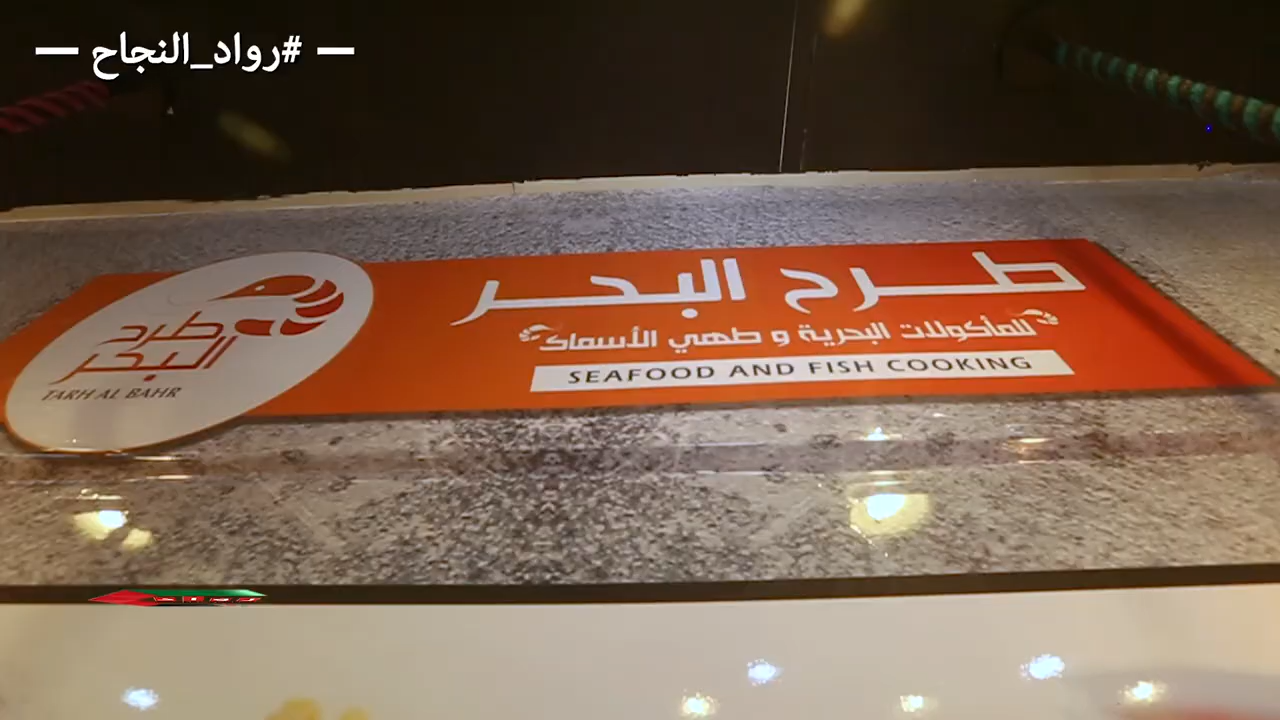 — #رواد_النجاح —
طرح البحر
للمأكولات البحرية و طهي الأسماك
SEAFOOD AND FISH COOKING
طرح
البحر
TARH AL BAHR